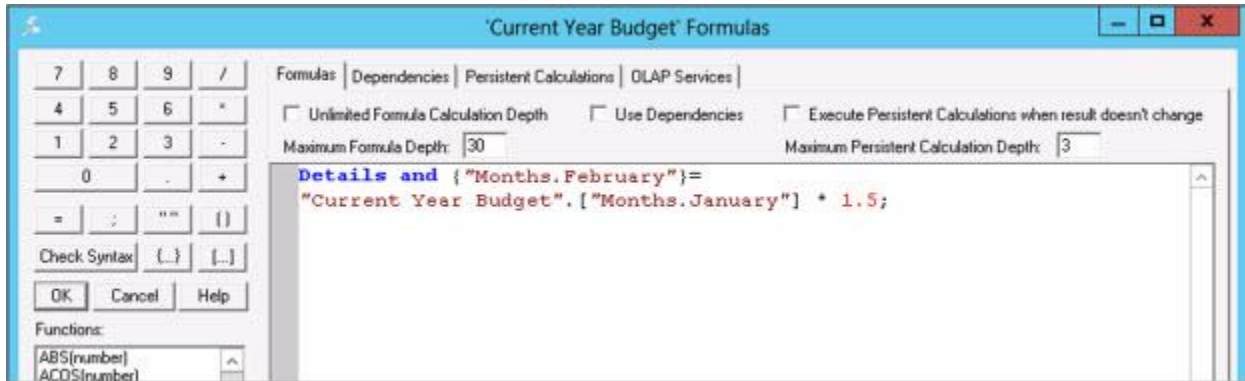 'Current Year Budget' Formulas
7 8 9 / Formulas Dependencies Persistent Calculations OLAP Services
4 5 6 * Unlimited Formula Calculation Depth Use Dependencies Execute Persistent Calculations when result doesn't change
1 2 3 - Maximum Formula Depth: 30 Maximum Persistent Calculation Depth: 3
0 . + Details and {"Months.February"}=
"Current Year Budget".["Months.January"] * 1.5;
= ; "" ()
Check Syntax {...} [...]
OK Cancel Help
Functions:
ABS(number)
ACOS(number)